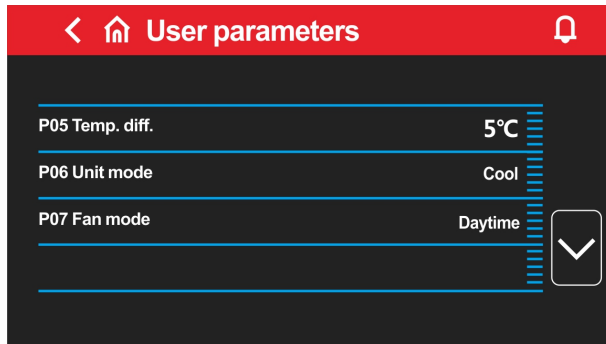 User parameters
P05 Temp. diff. 5℃
P06 Unit mode Cool
P07 Fan mode Daytime